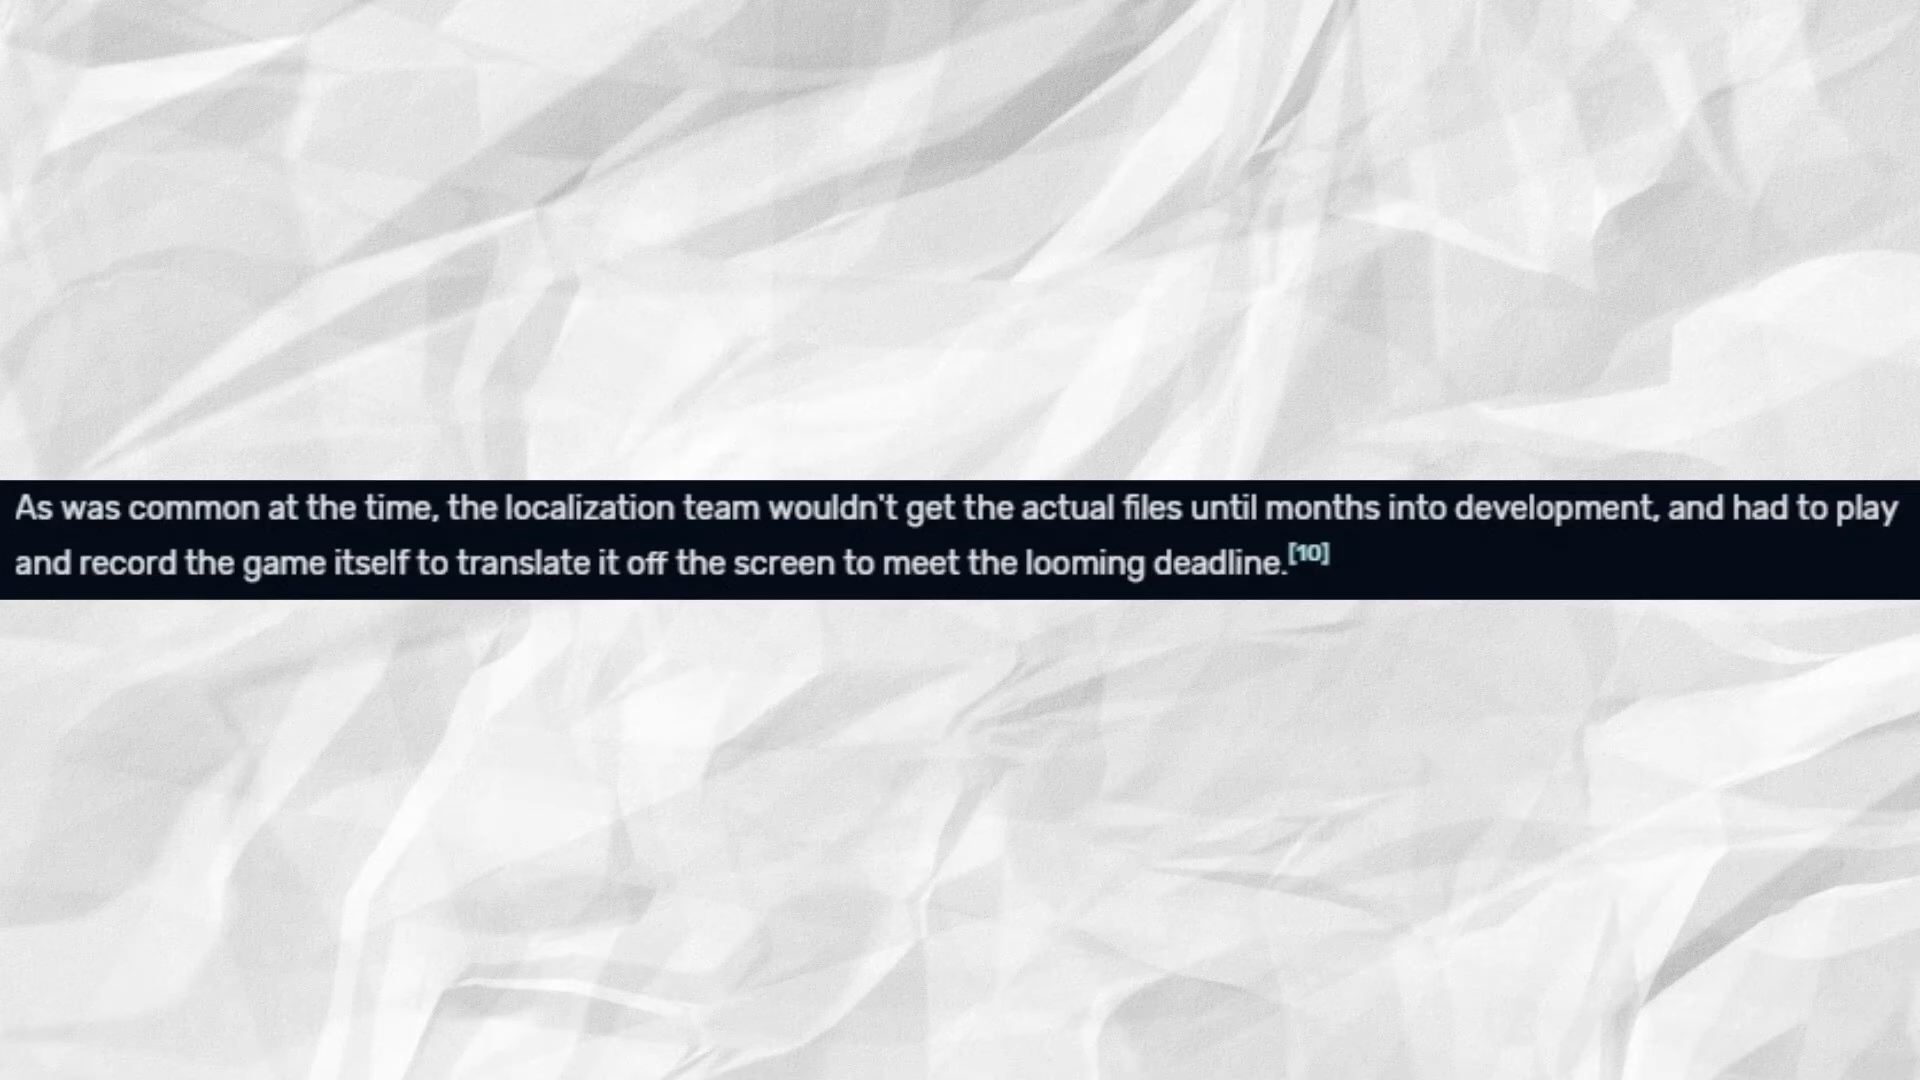 As was common at the time, the localization team wouldn't get the actual files until months into development, and had to play
and record the game itself to translate it off the screen to meet the looming deadline.[10]